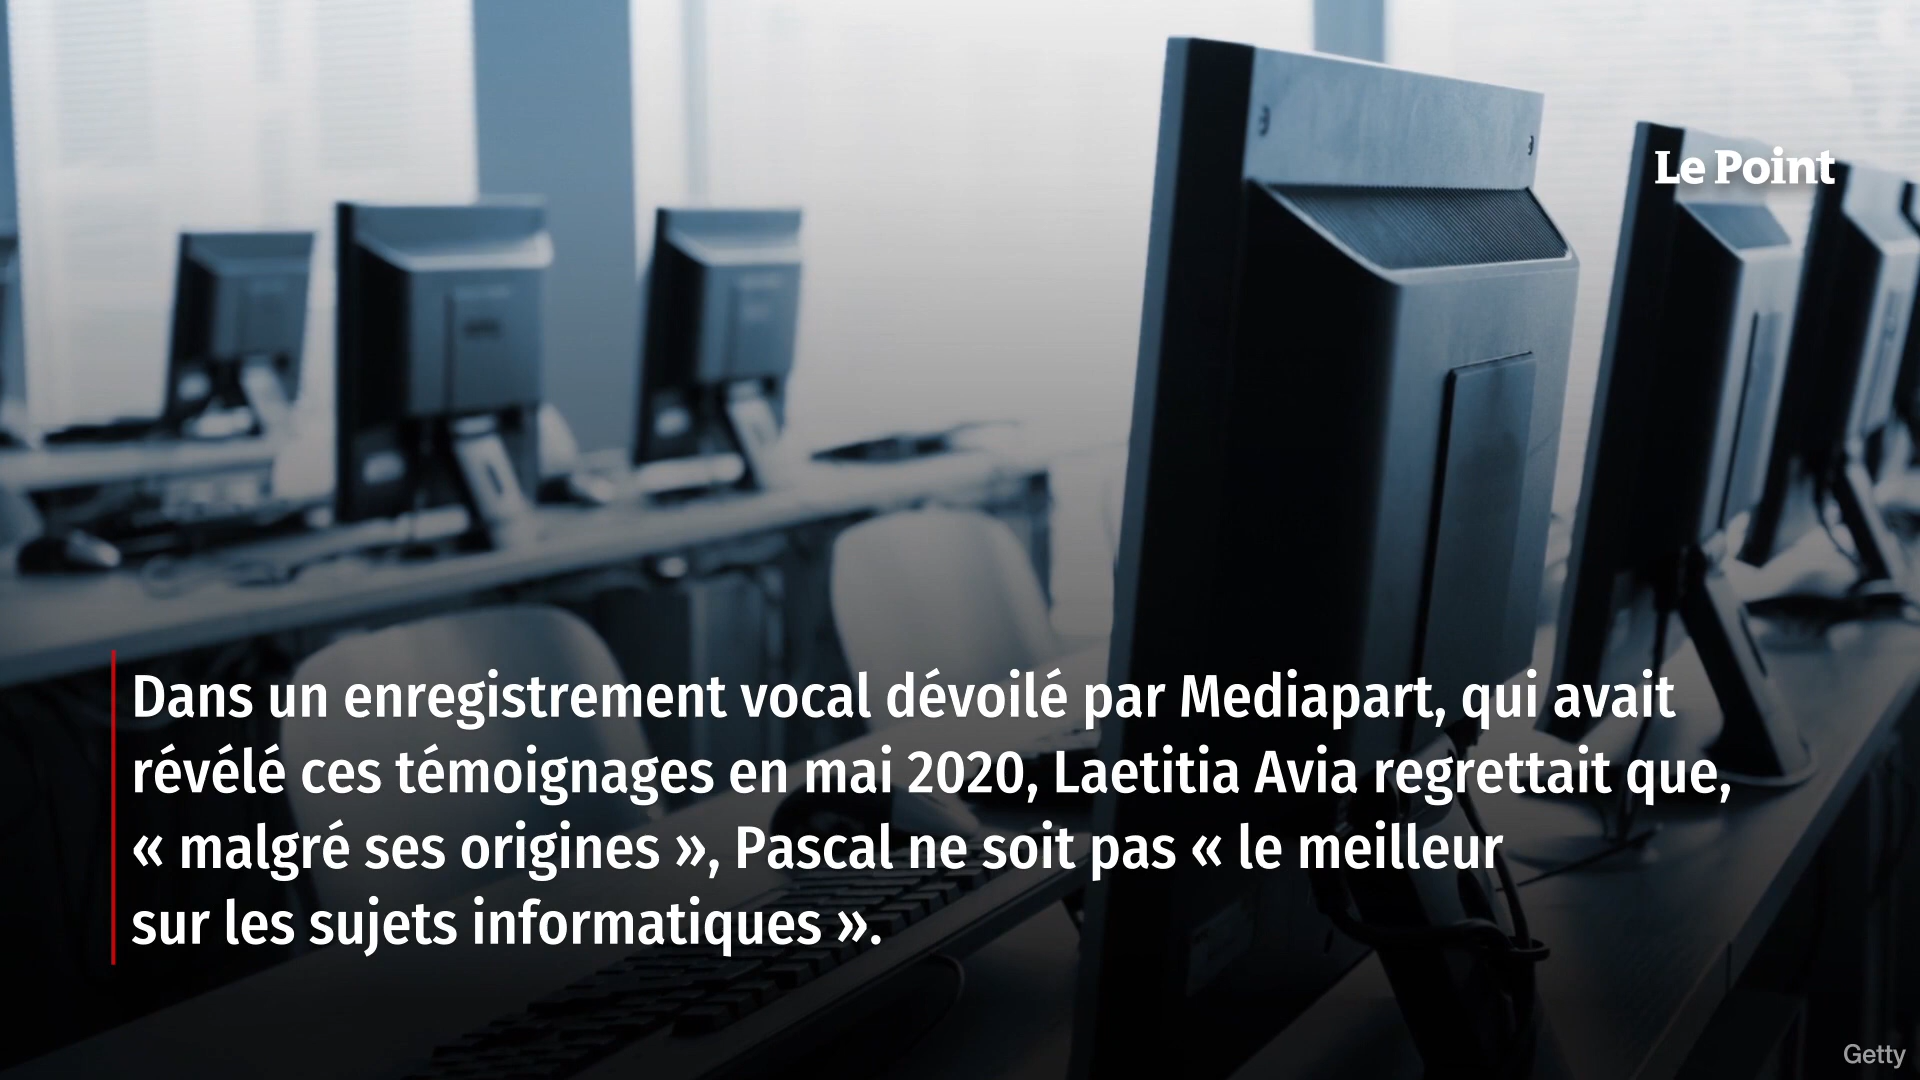 Le Point
Dans un enregistrement vocal dévoilé par Mediapart, qui avait
révélé ces témoignages en mai 2020, Laetitia Avia regrettait que,
« malgré ses origines », Pascal ne soit pas « le meilleur
sur les sujets informatiques ».
Getty